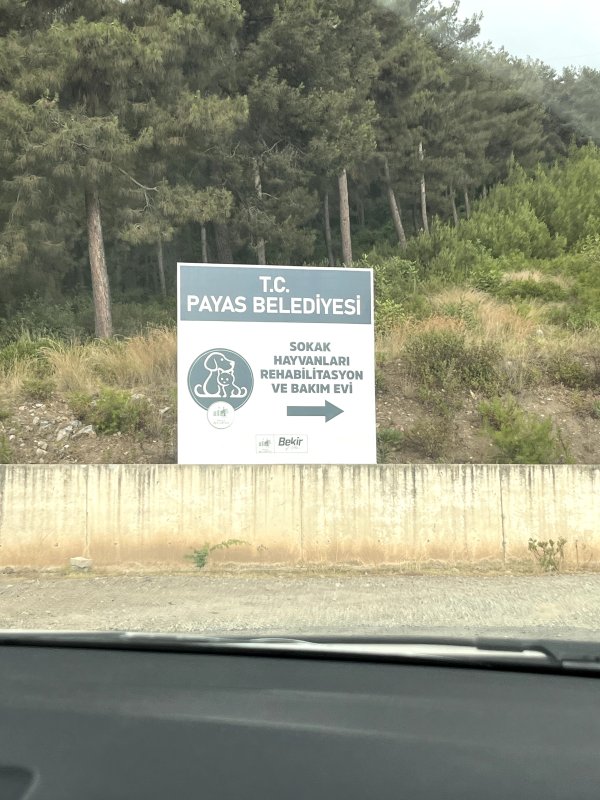 T.C.
PAYAS BELEDİYESİ
SOKAK
HAYVANLARI
REHABİLİTASYON
VE BAKIM EVİ
Bekir